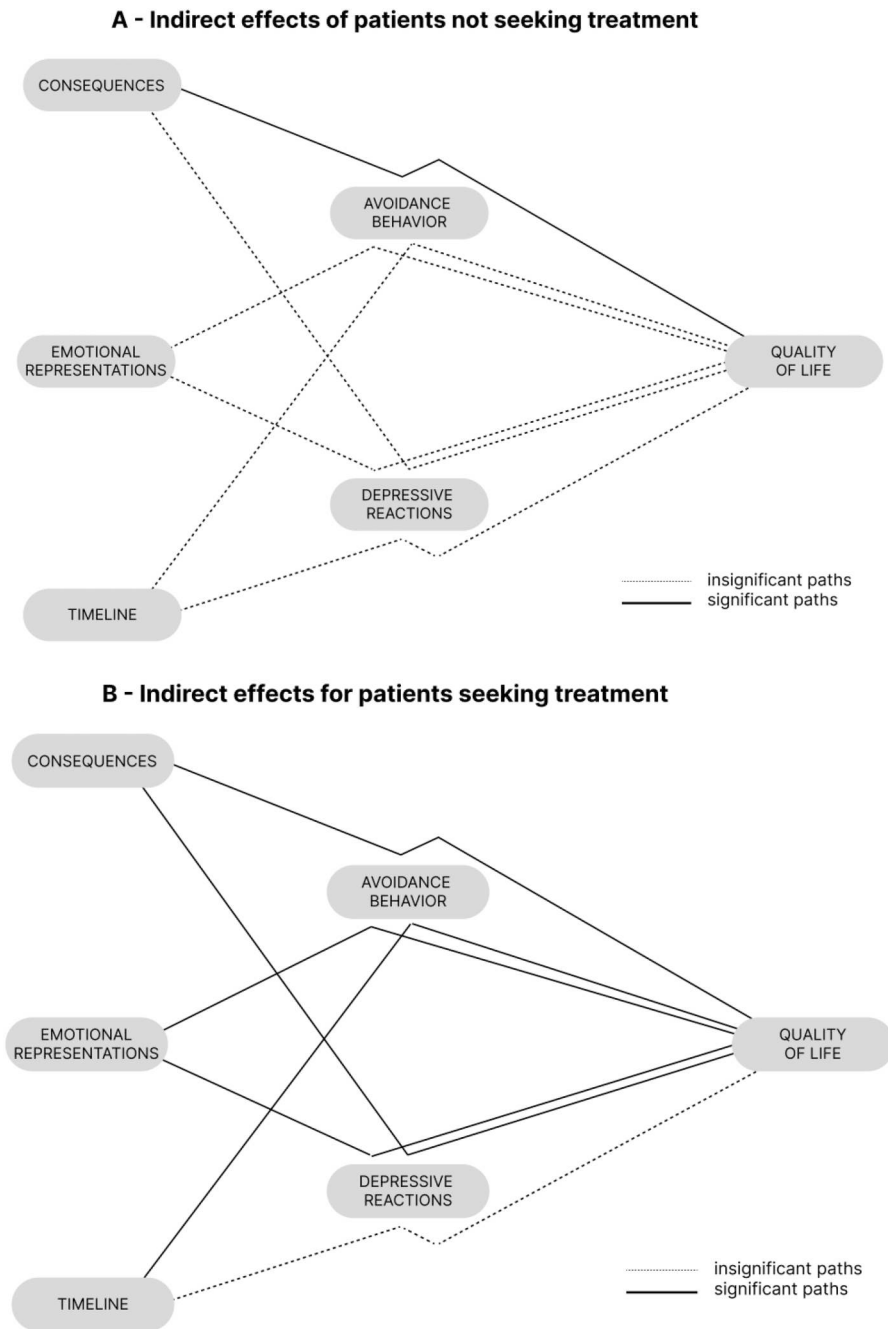 A - Indirect effects of patients not seeking treatment
CONSEQUENCES
AVOIDANCE
BEHAVIOR
EMOTIONAL
REPRESENTATIONS
QUALITY
OF LIFE
DEPRESSIVE
REACTIONS
TIMELINE
insignificant paths
significant paths
B - Indirect effects for patients seeking treatment
CONSEQUENCES
AVOIDANCE
BEHAVIOR
EMOTIONAL
REPRESENTATIONS
QUALITY
OF LIFE
DEPRESSIVE
REACTIONS
TIMELINE
insignificant paths
significant paths